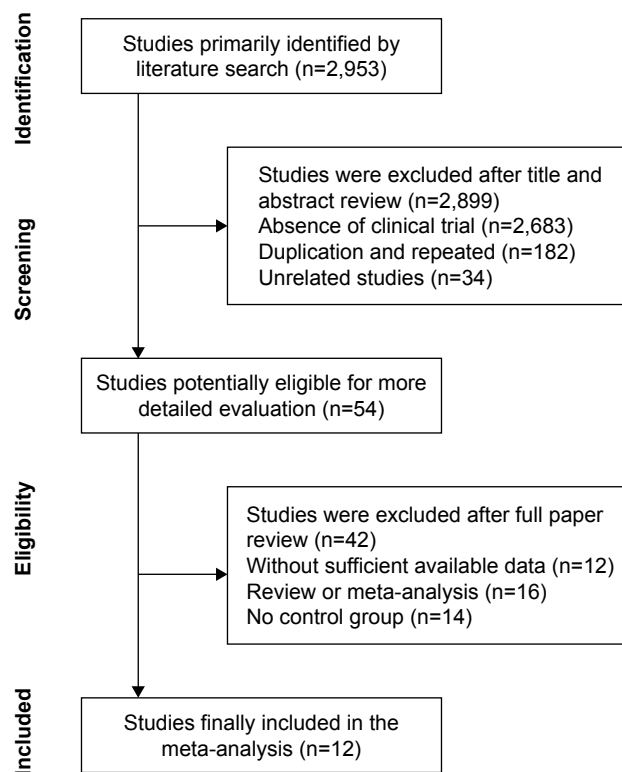 Identification
Studies primarily identified by
literature search (n=2,953)
Screening
Studies were excluded after title and
abstract review (n=2,899)
Absence of clinical trial (n=2,683)
Duplication and repeated (n=182)
Unrelated studies (n=34)
Studies potentially eligible for more
detailed evaluation (n=54)
Eligibility
Studies were excluded after full paper
review (n=42)
Without sufficient available data (n=12)
Review or meta-analysis (n=16)
No control group (n=14)
Included
Studies finally included in the
meta-analysis (n=12)